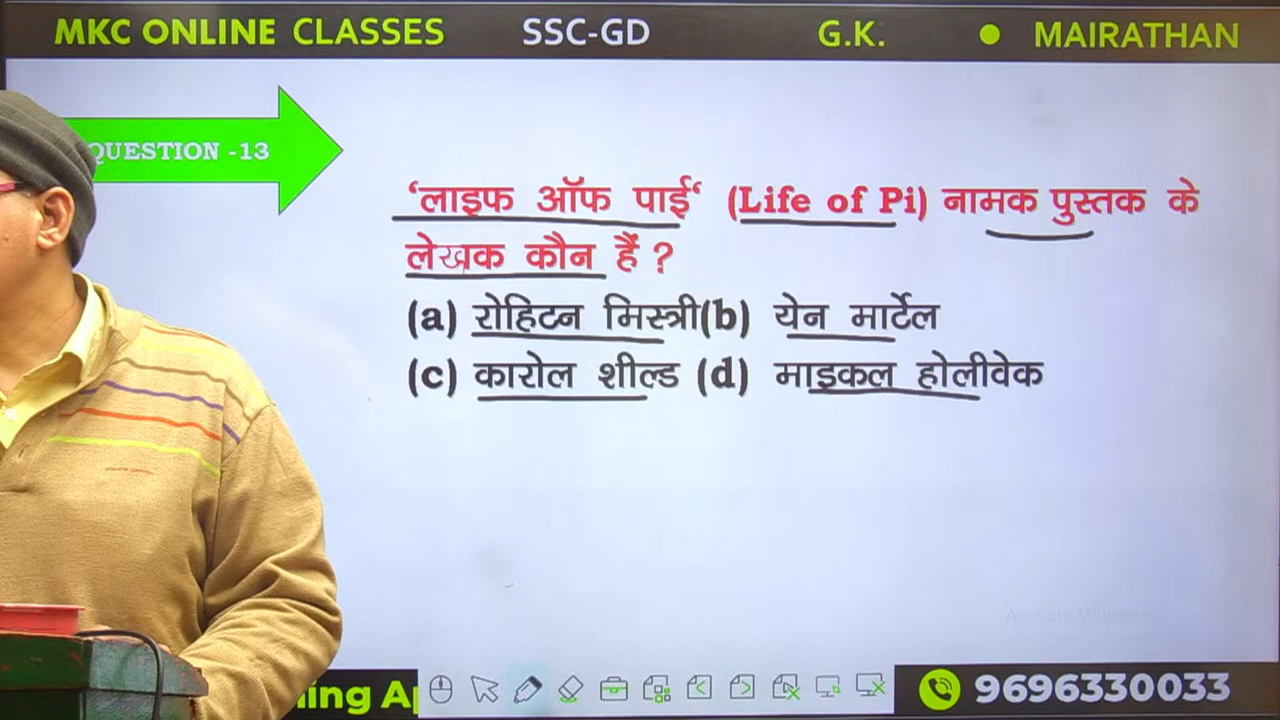 MKC ONLINE CLASSES SSC-GD G.K. MAIRATHAN
QUESTION -13
‘लाइफ ऑफ पाई‘ (Life of Pi) नामक पुस्तक के
लेखक कौन हैं ?
(a) रोहिटन मिस्त्री(b) येन मार्टेल
(c) कारोल शील्ड (d) माइकल होलीवेक
9696330033